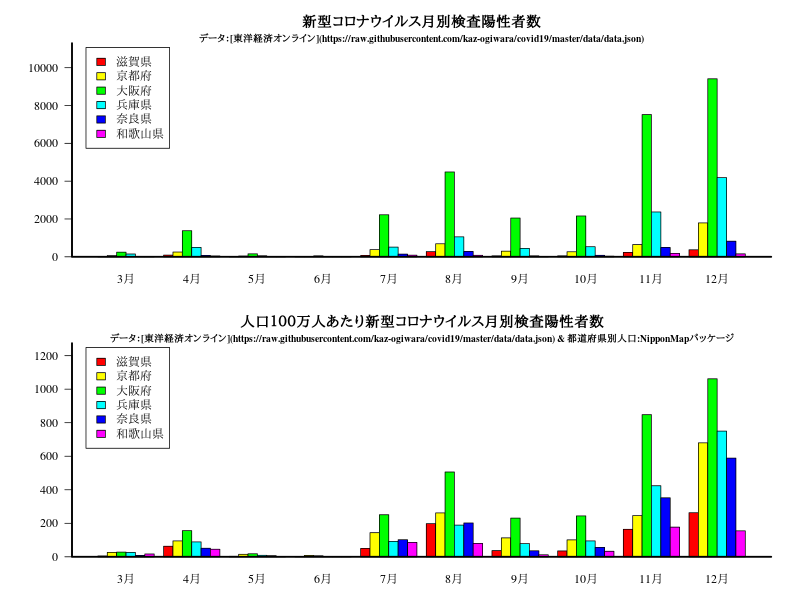 新型コロナウイルス月別検査陽性者数
データ:[東洋経済オンライン](https://raw.githubusercontent.com/kaz-ogiwara/covid19/master/data/data.json)
10000
8000
6000
4000
2000
0
滋賀県
京都府
大阪府
兵庫県
奈良県
和歌山県
3月 4月 5月 6月 7月 8月 9月 10月 11月 12月
人口100万人あたり新型コロナウイルス月別検査陽性者数
データ:[東洋経済オンライン](https://raw.githubusercontent.com/kaz-ogiwara/covid19/master/data/data.json) & 都道府県別人口:NipponMapパッケージ
1200
1000
800
600
400
200
0
滋賀県
京都府
大阪府
兵庫県
奈良県
和歌山県
3月 4月 5月 6月 7月 8月 9月 10月 11月 12月